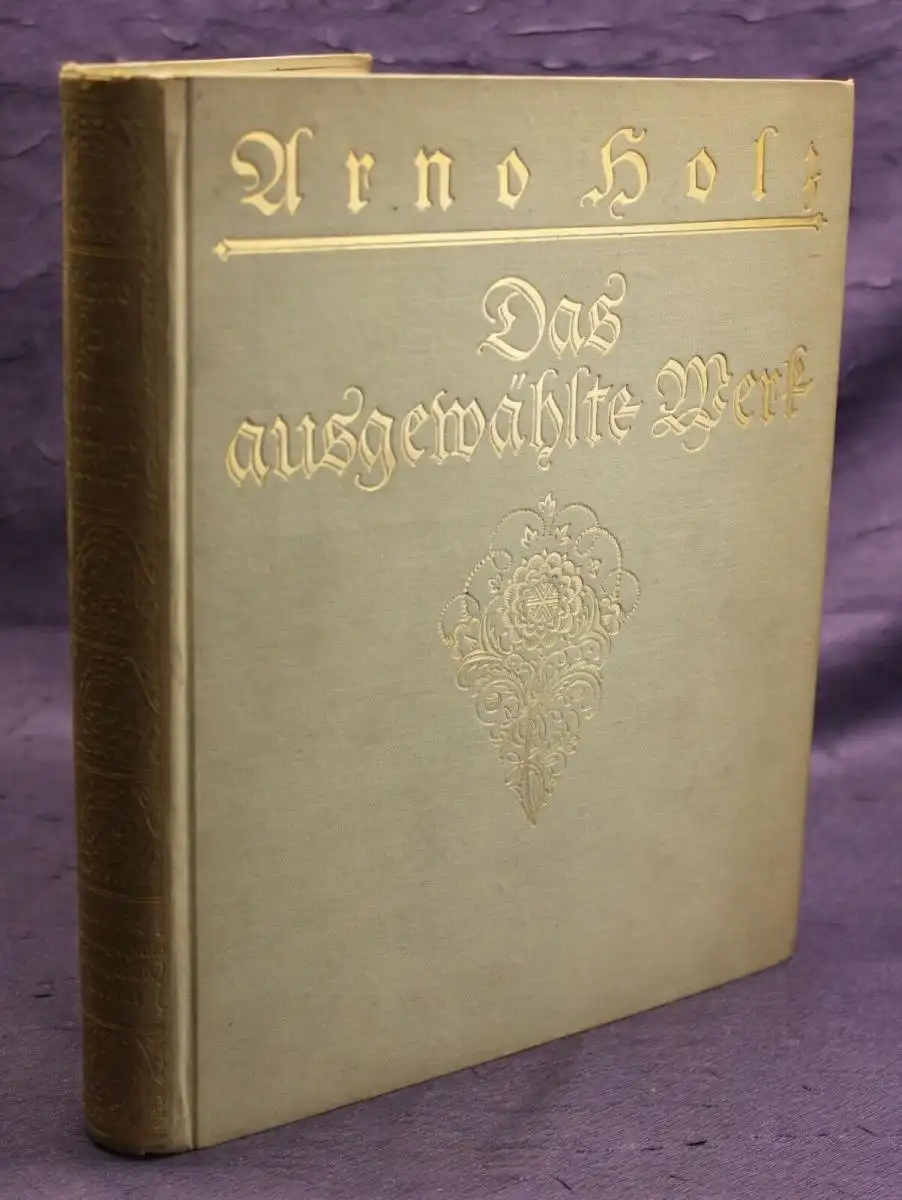 Arno Holz
Das
ausgewählte Werk